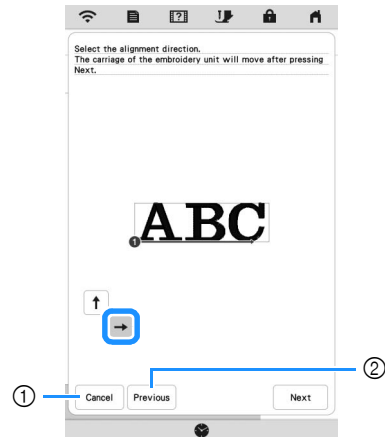 Select the alignment direction.
The carriage of the embroidery unit will move after pressing
Next.
ABC
1
②
① Cancel Previous Next